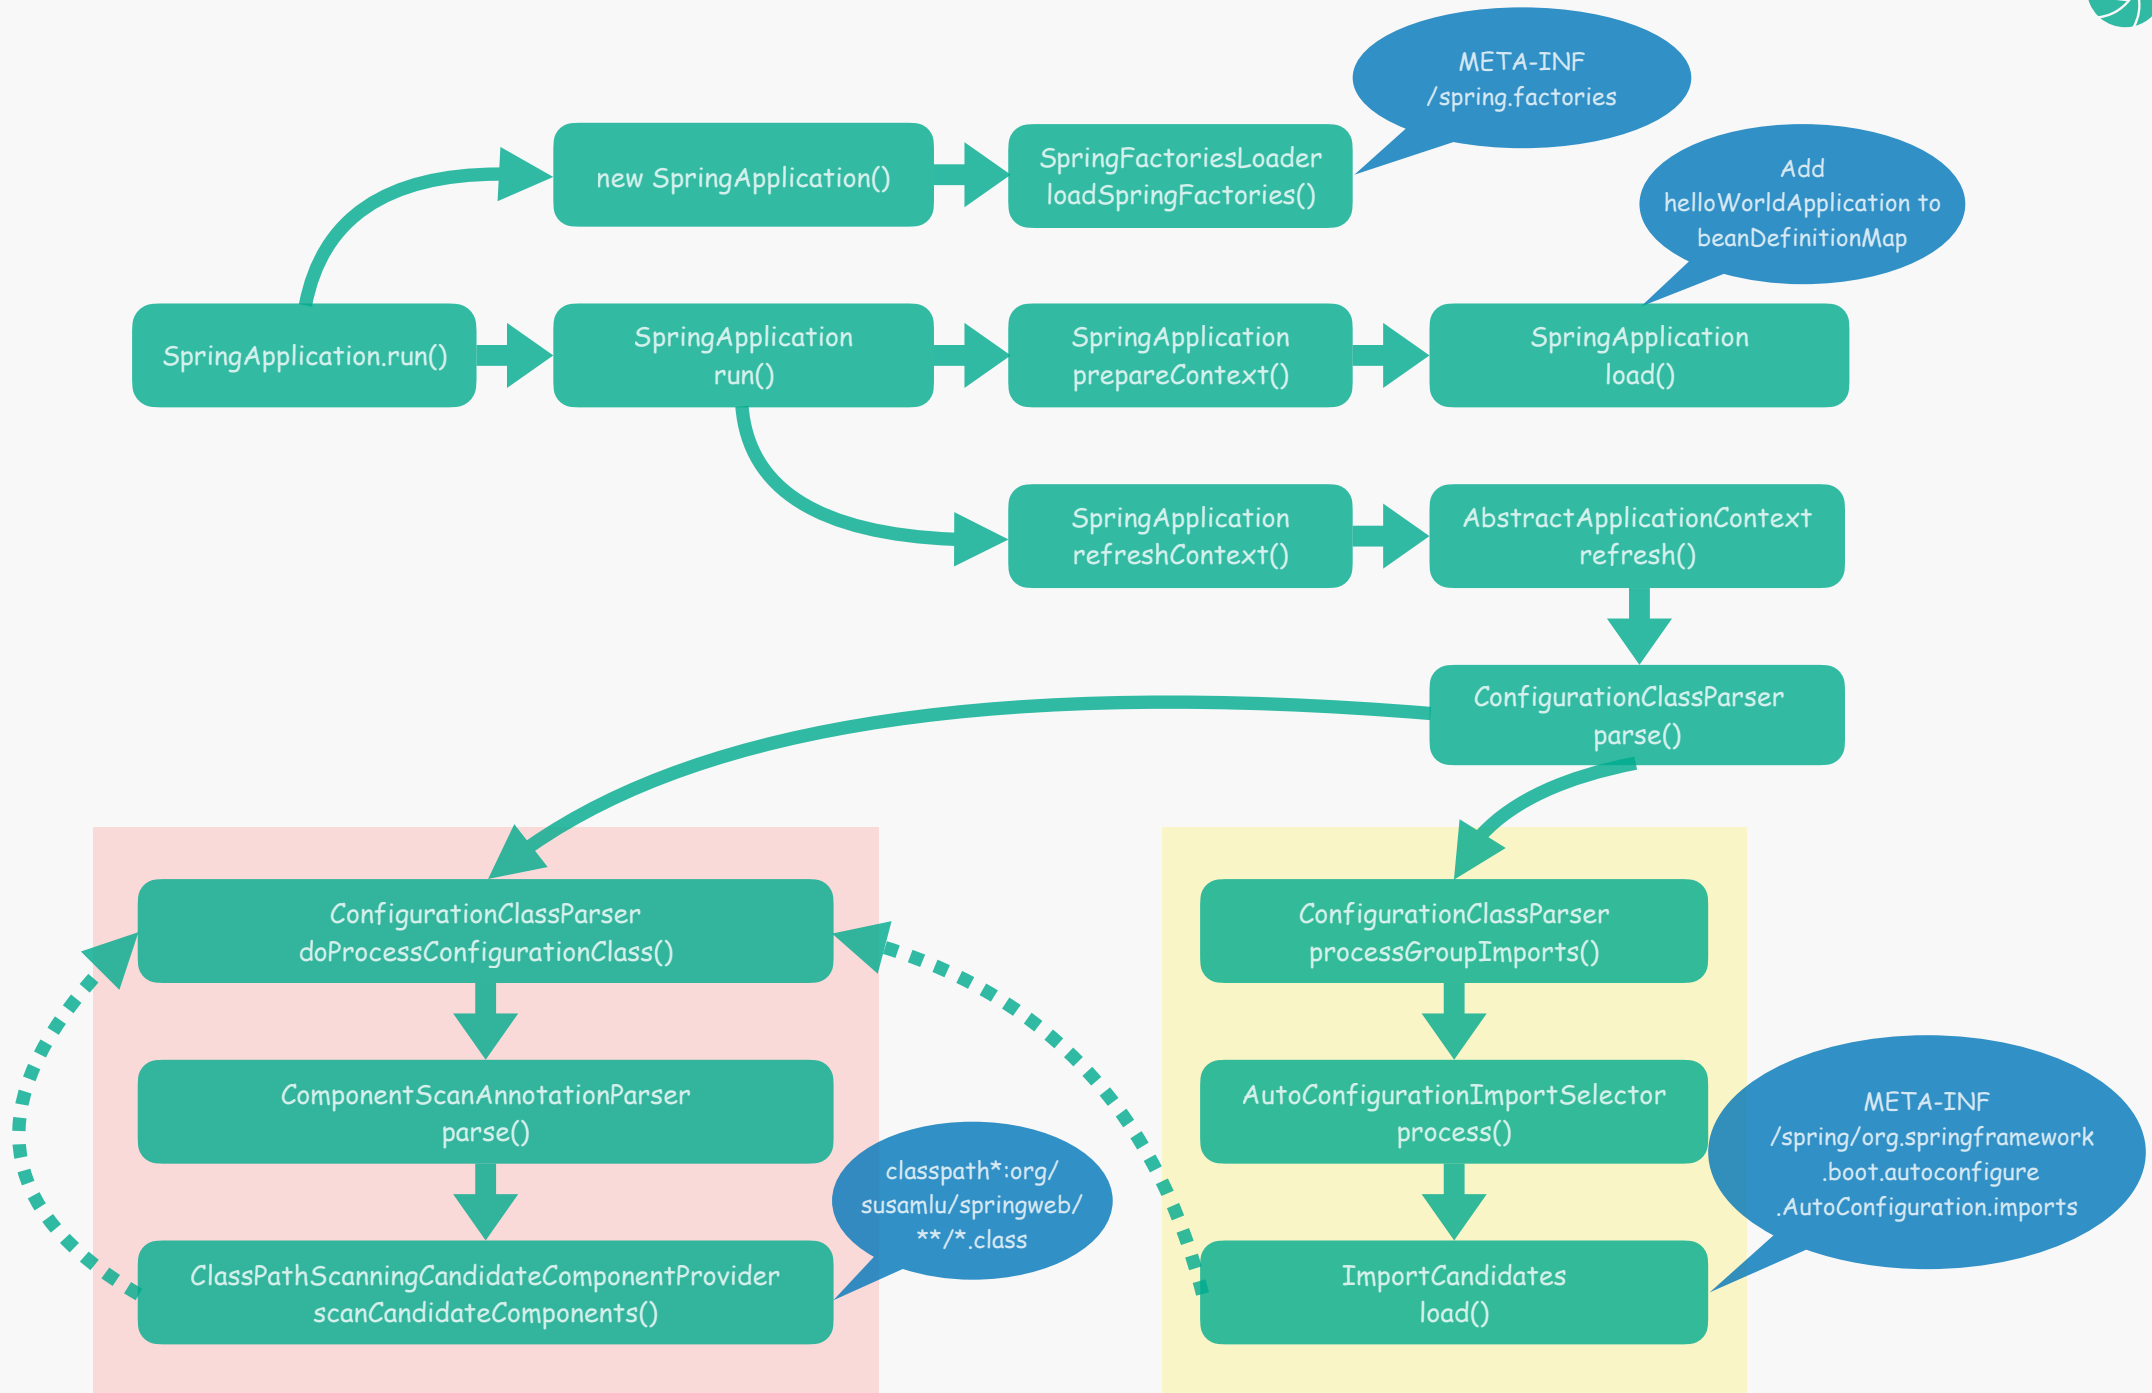 META-INF
/spring.factories
new SpringApplication()
SpringFactoriesLoader
loadSpringFactories()
Add
helloWorldApplication to
beanDefinitionMap
SpringApplication.run()
SpringApplication
run()
SpringApplication
prepareContext()
SpringApplication
load()
SpringApplication
refreshContext()
AbstractApplicationContext
refresh()
ConfigurationClassParser
parse()
ConfigurationClassParser
doProcessConfigurationClass()
ComponentScanAnnotationParser
parse()
classpath*:org/
susamlu/springweb/
**/*.class
ClassPathScanningCandidateComponentProvider
scanCandidateComponents()
ConfigurationClassParser
processGroupImports()
AutoConfigurationImportSelector
process()
META-INF
/spring/org.springframework
.boot.autoconfigure
.AutoConfiguration.imports
ImportCandidates
load()